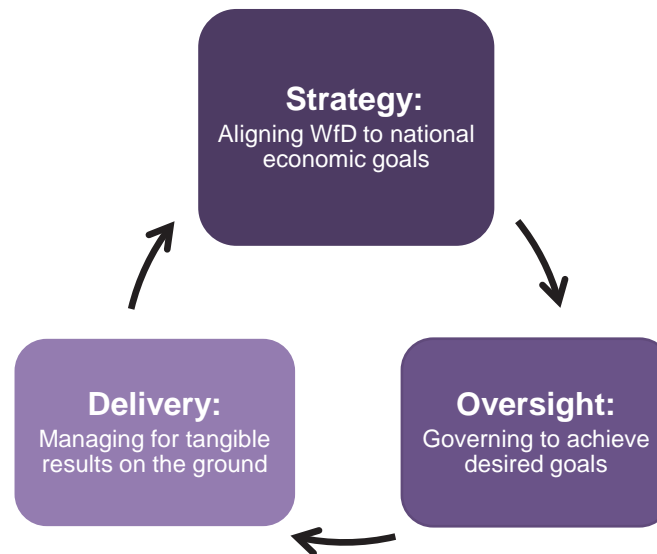 Strategy:
Aligning WfD to national
economic goals
Delivery:
Managing for tangible
results on the ground
Oversight:
Governing to achieve
desired goals